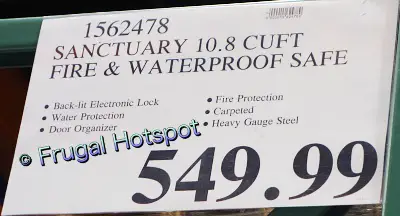 1562478
SANCTUARY 10.8 CUFT
FIRE & WATERPROOF SAFE
• Back-lit Electronic Lock
• Water Protection
• Door Organizer
• Fire Protection
• Carpeted
• Heavy Gauge Steel
© Frugal Hotspot
549.99